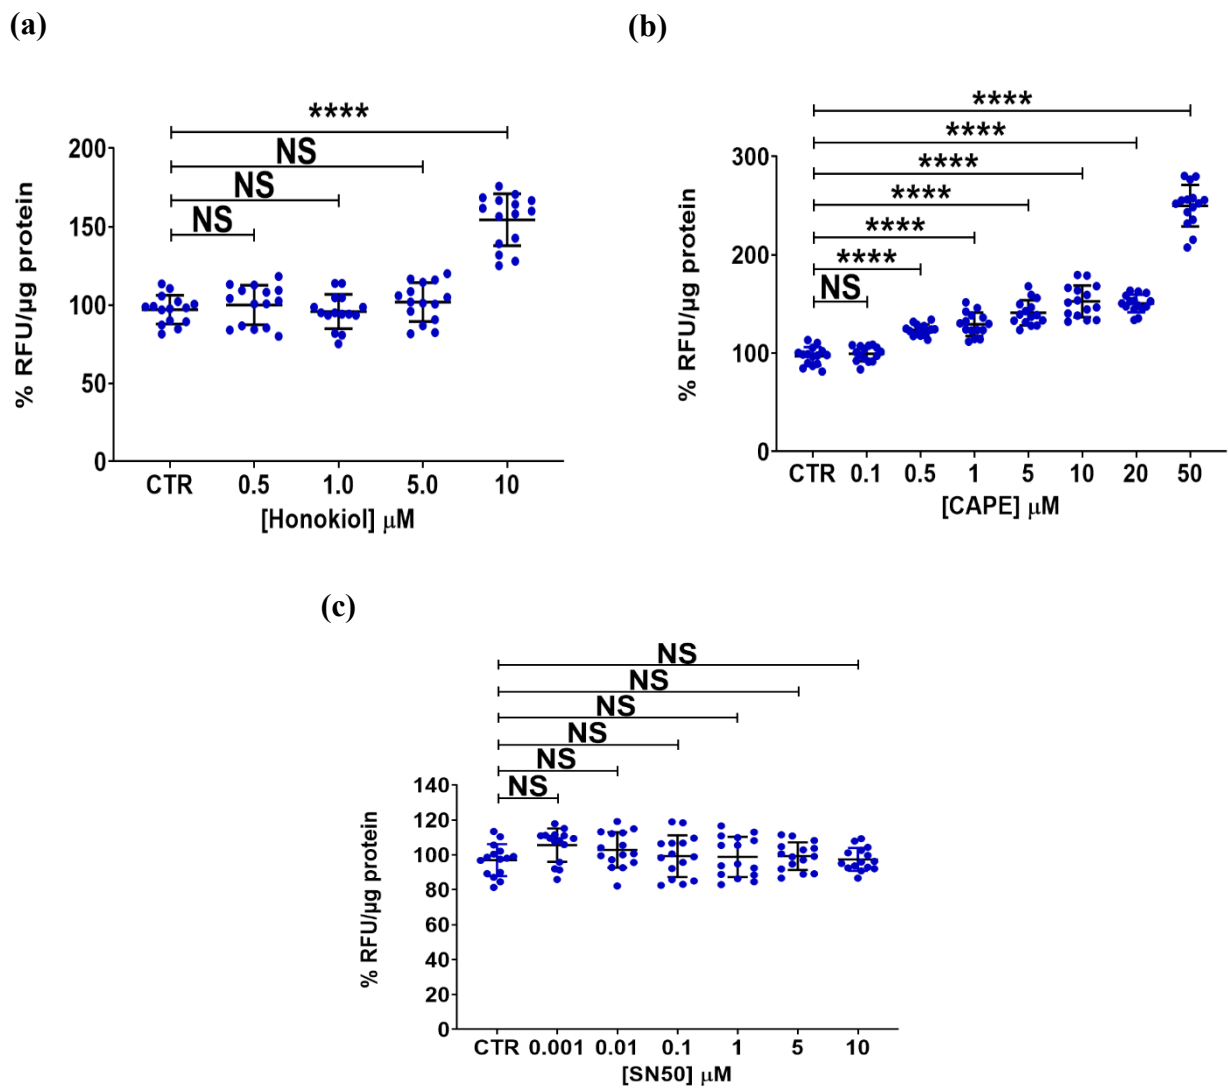 (a)
****
NS
NS
NS
200
150
100
50
0
% RFU/µg protein
CTR 0.5 1.0 5.0 10
[Honokiol] μM
(b)
****
****
****
****
****
****
NS
300
200
100
0
% RFU/µg protein
CTR 0.1 0.5 1 5 10 20 50
[CAPE] μM
(c)
NS
NS
NS
NS
NS
NS
140
120
100
80
60
40
20
0
% RFU/µg protein
CTR 0.001 0.01 0.1 1 5 10
[SN50] μM